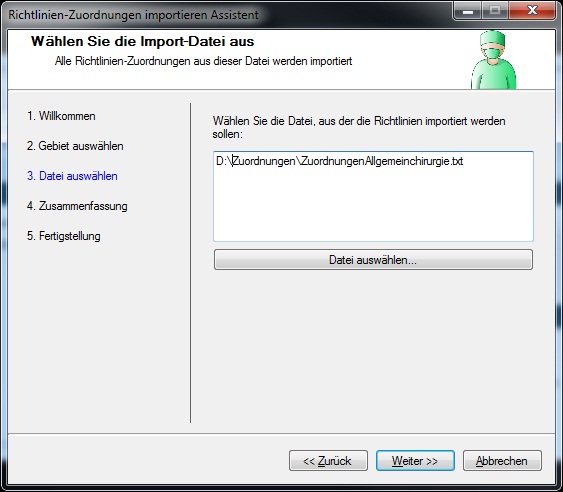 Richtlinien-Zuordnungen importieren Assistent
Wählen Sie die Import-Datei aus
Alle Richtlinien-Zuordnungen aus dieser Datei werden importiert
1. Willkommen
2. Gebiet auswählen
3. Datei auswählen
4. Zusammenfassung
5. Fertigstellung
Wählen Sie die Datei, aus der die Richtlinien importiert werden
sollen:
D:\Zuordnungen\ZuordnungenAllgemeinchirurgie.txt
Datei auswählen...
<< Zurück
Weiter >>
Abbrechen